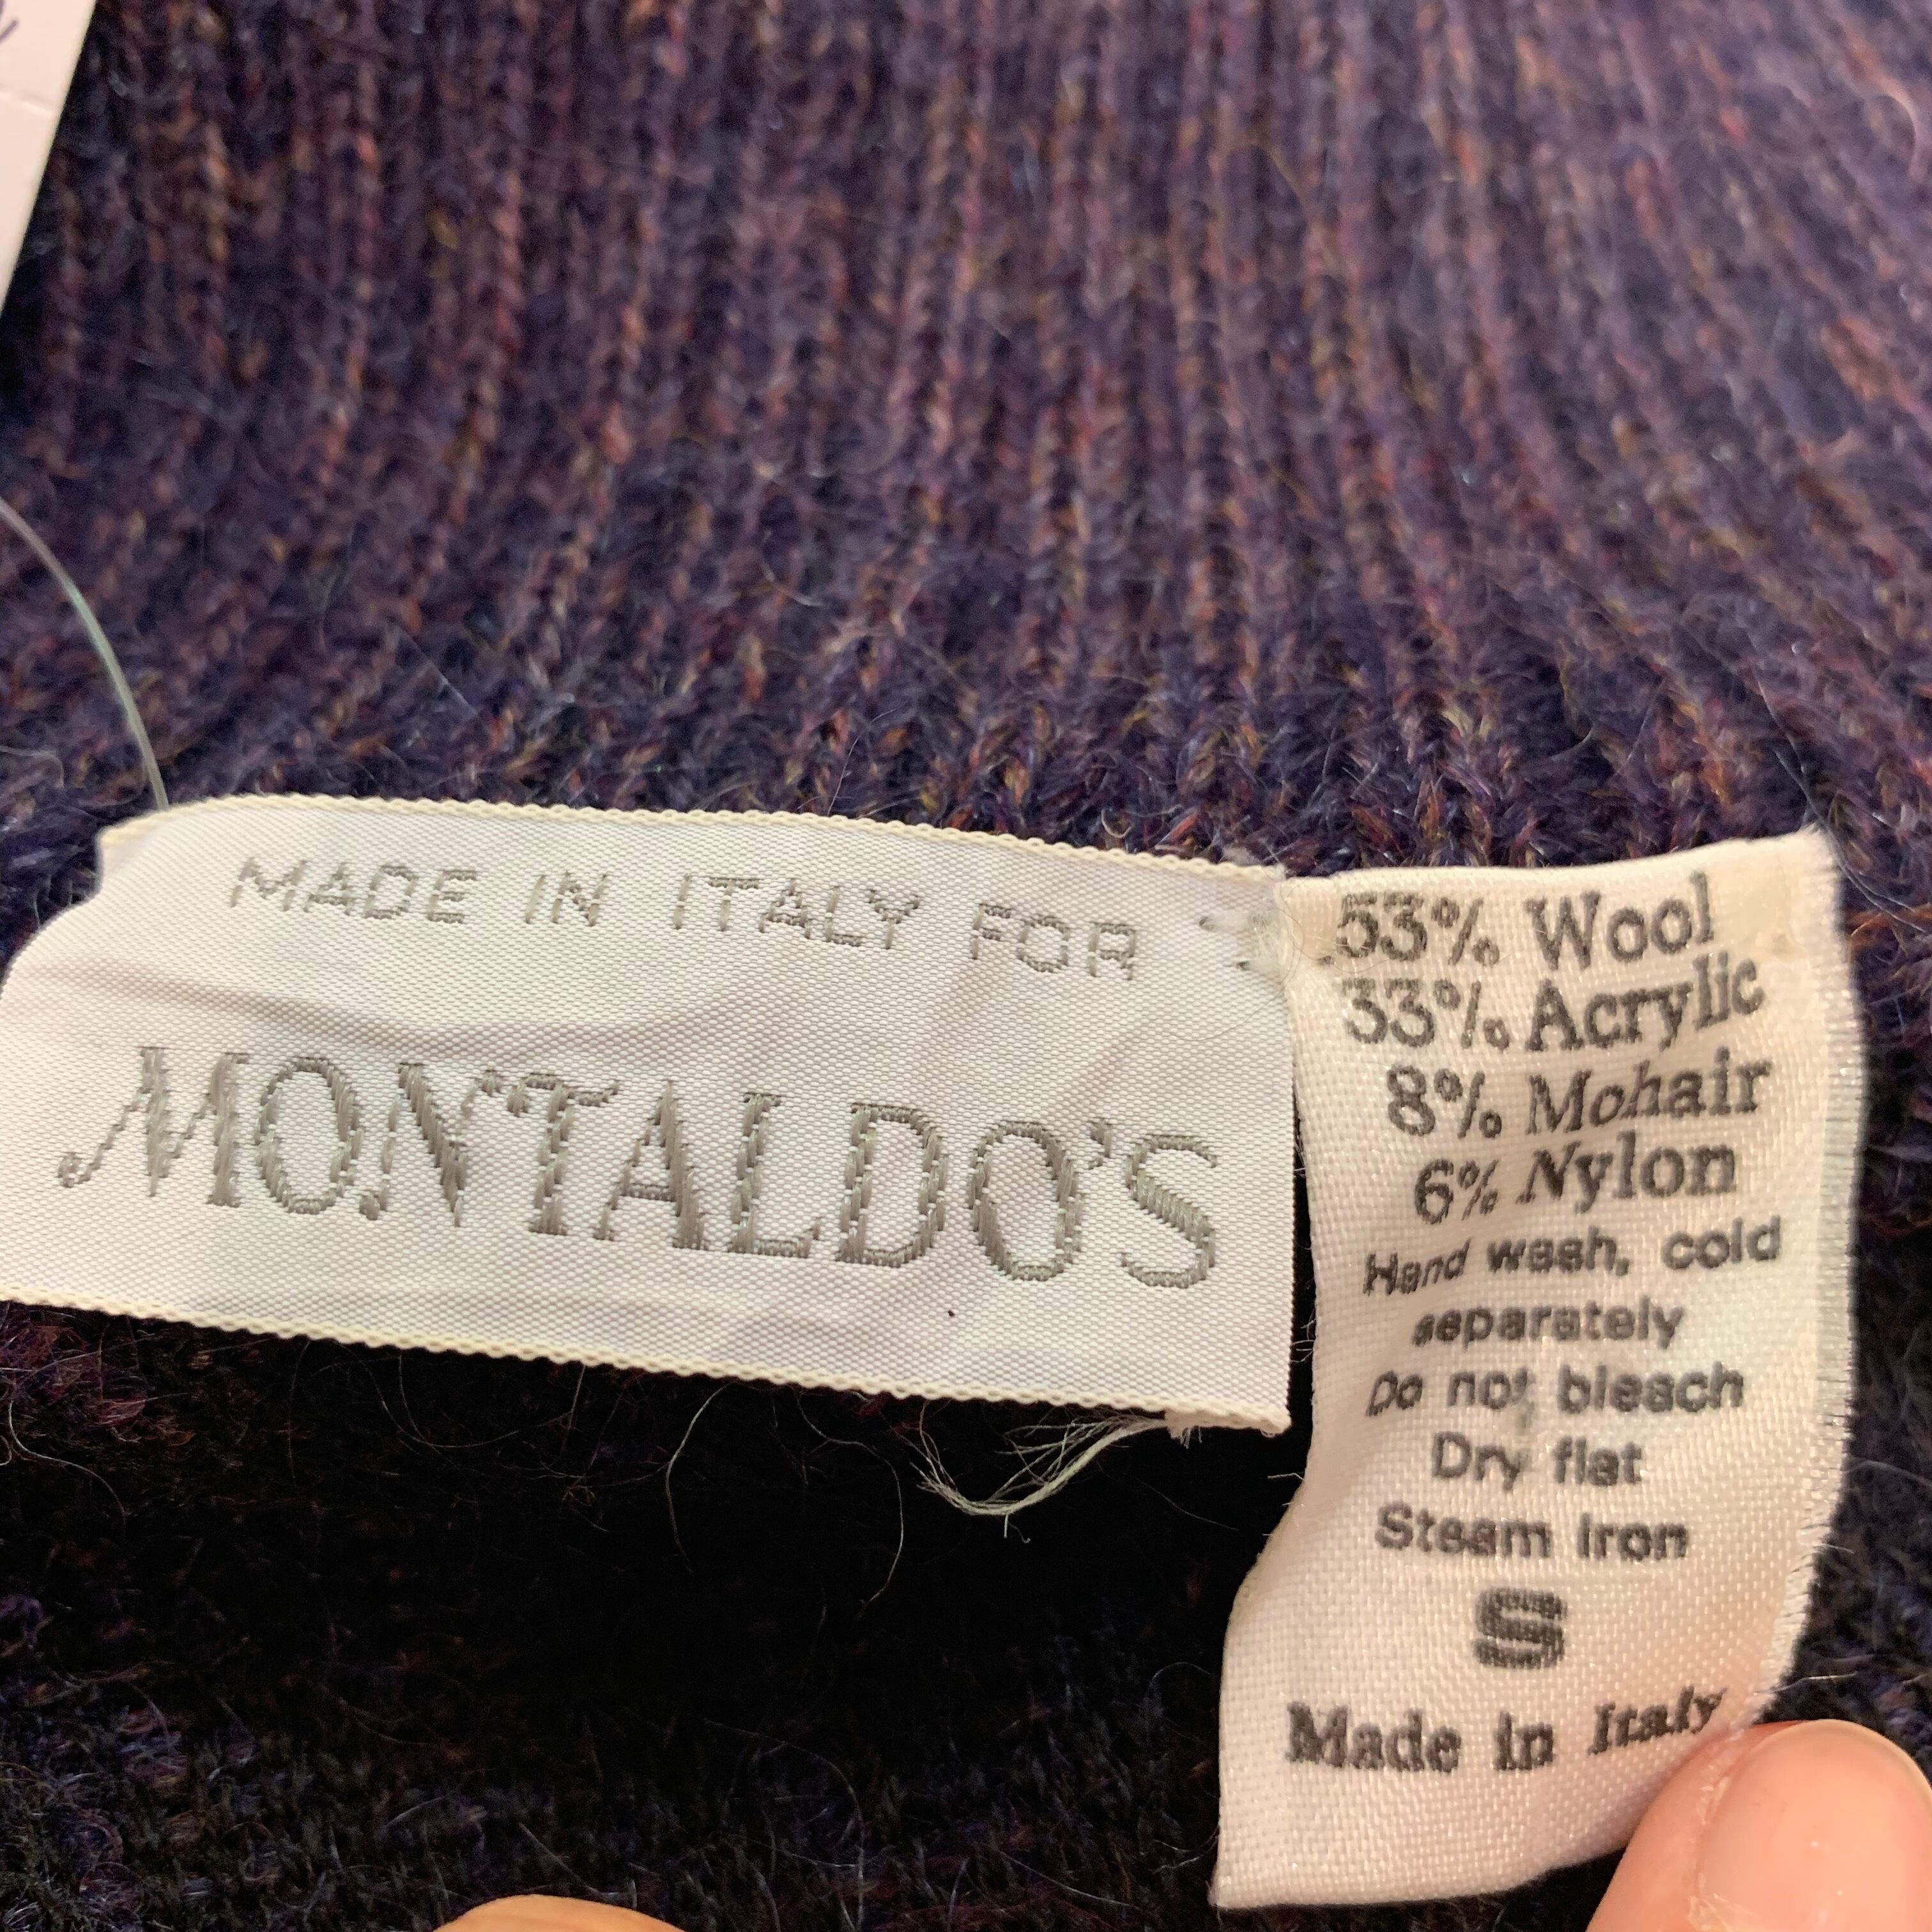 MADE IN ITALY FOR
MONTALDO'S
53% Wool
33% Acrylic
8% Mohair
6% Nylon
Hand wash, cold
separately
Do not bleach
Dry flat
Steam iron
S
Made in Italy